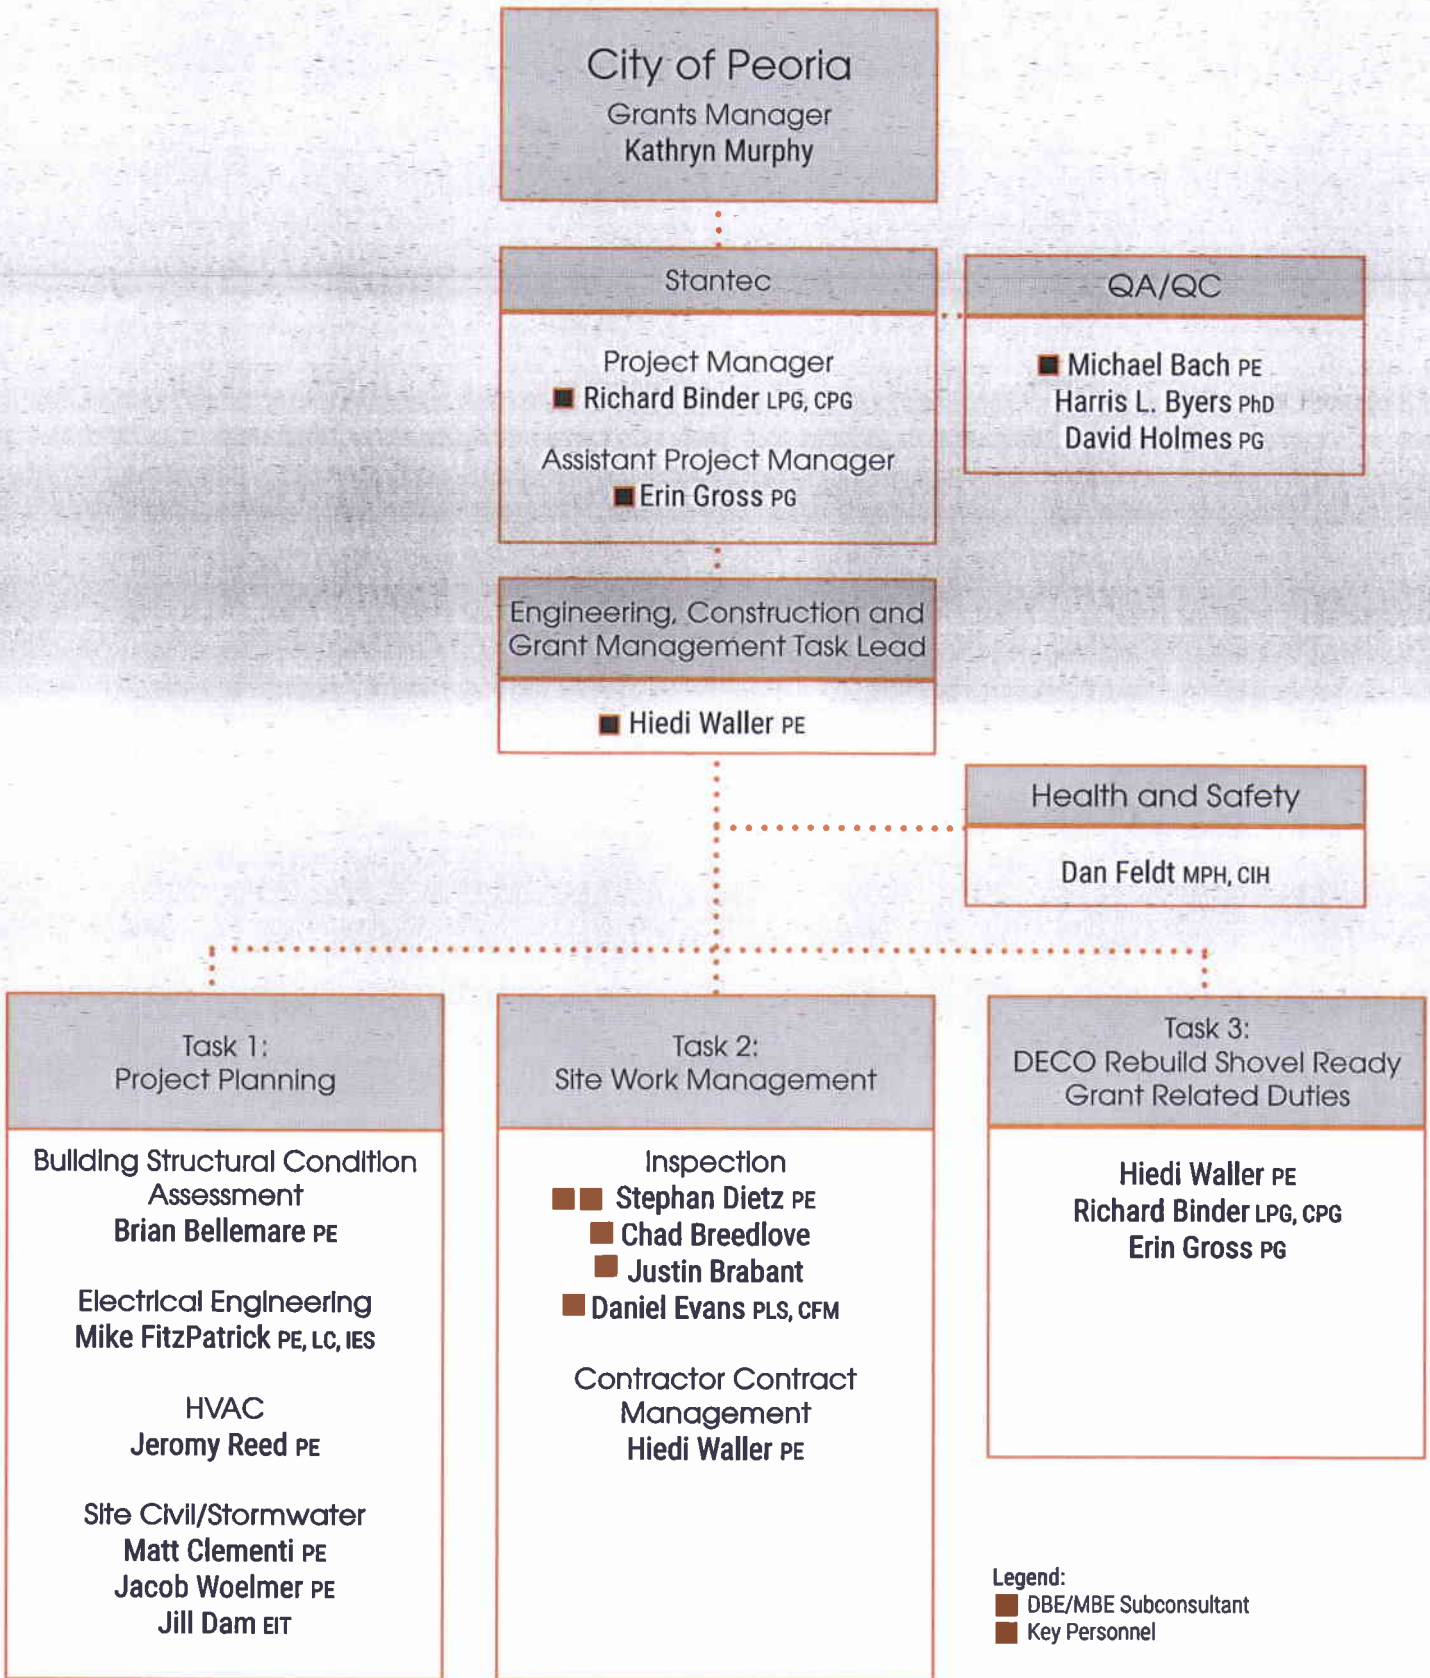 City of Peoria
Grants Manager
Kathryn Murphy
Stantec
Project Manager
Richard Binder LPG, CPG
Assistant Project Manager
Erin Gross PG
QA/QC
Michael Bach PE
Harris L. Byers PhD
David Holmes PG
Engineering, Construction and
Grant Management Task Lead
Hiedi Waller PE
Health and Safety
Dan Feldt MPH, CIH
Task 1:
Project Planning
Building Structural Condition
Assessment
Brian Bellemare PE
Electrical Engineering
Mike FitzPatrick PE, LC, IES
HVAC
Jeromy Reed PE
Site Civil/Stormwater
Matt Clementi PE
Jacob Woelmer PE
Jill Dam EIT
Task 2:
Site Work Management
Inspection
Stephan Dietz PE
Chad Breedlove
Justin Brabant
Daniel Evans PLS, CFM
Contractor Contract
Management
Hiedi Waller PE
Task 3:
DECO Rebuild Shovel Ready
Grant Related Duties
Hiedi Waller PE
Richard Binder LPG, CPG
Erin Gross PG
Legend:
DBE/MBE Subconsultant
Key Personnel